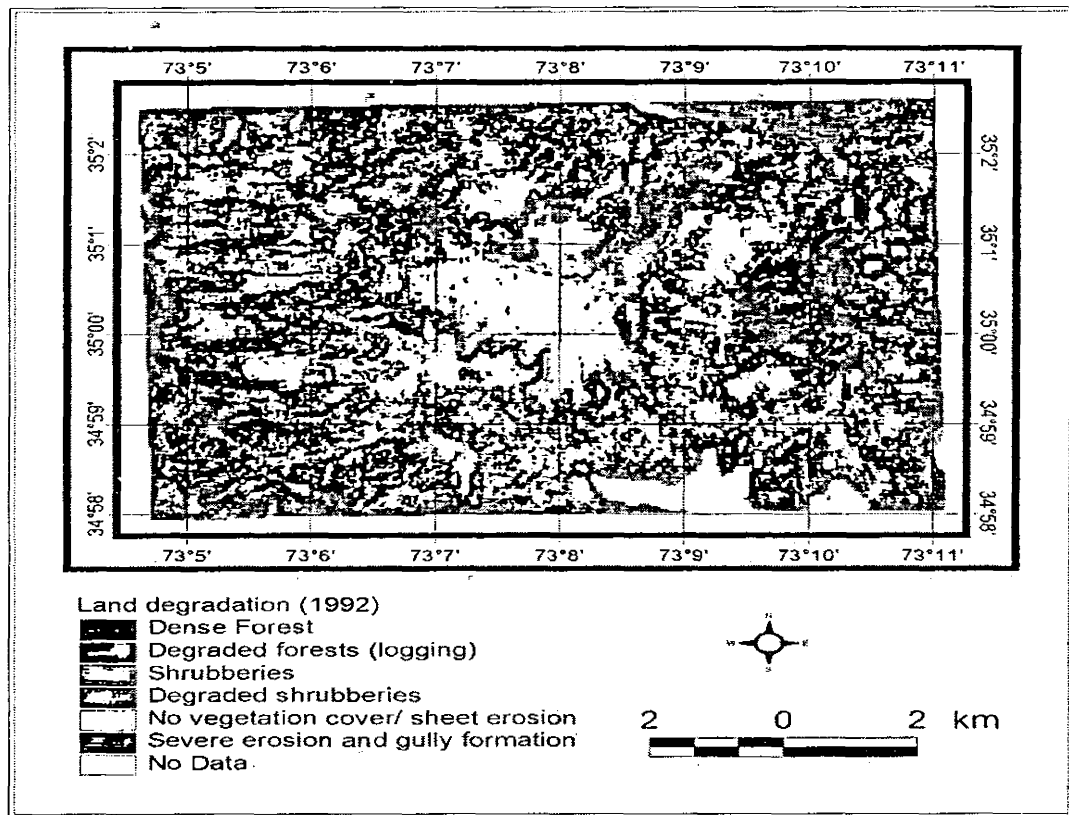 73°5' 73°6' 73°7' 73°8' 73°9' 73°10' 73°11'
35°2' 35°2'
35°1' 35°1'
35°00' 35°00'
34°59' 34°59'
34°58' 34°58'
73°5' 73°6' 73°7' 73°8' 73°9' 73°10' 73°11'
Land degradation (1992)
Dense Forest
Degraded forests (logging)
Shrubberies
Degraded shrubberies
No vegetation cover/ sheet erosion
Severe erosion and gully formation
No Data
N
W E
S
2 0 2 km